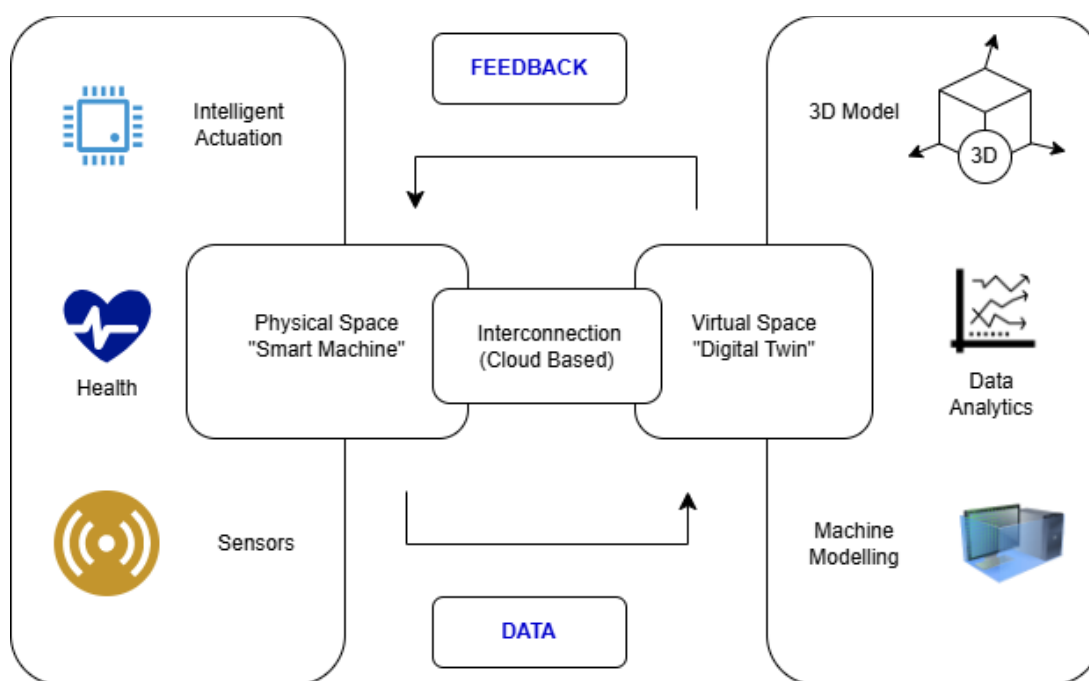 FEEDBACK
Intelligent
Actuation
3D Model
3D
Physical Space
"Smart Machine"
Interconnection
(Cloud Based)
Virtual Space
"Digital Twin"
Health
Data
Analytics
Sensors
Machine
Modelling
DATA